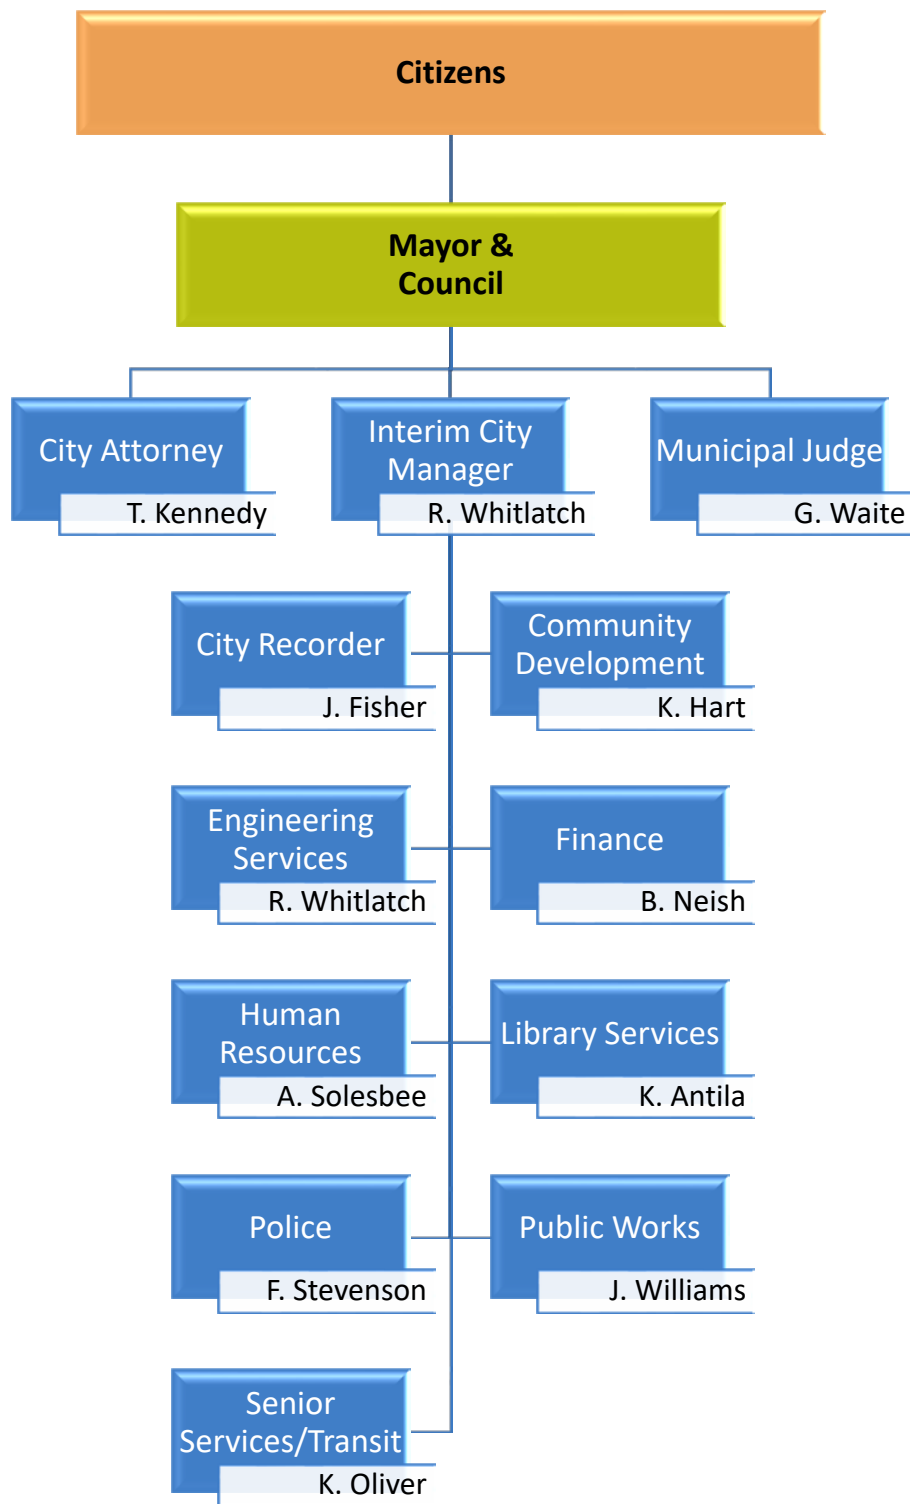 Citizens
Mayor &
Council
City Attorney
T. Kennedy
Interim City
Manager
R. Whitlatch
Municipal Judge
G. Waite
City Recorder
J. Fisher
Community
Development
K. Hart
Engineering
Services
R. Whitlatch
Finance
B. Neish
Human
Resources
A. Solesbee
Library Services
K. Antila
Police
F. Stevenson
Public Works
J. Williams
Senior
Services/Transit
K. Oliver